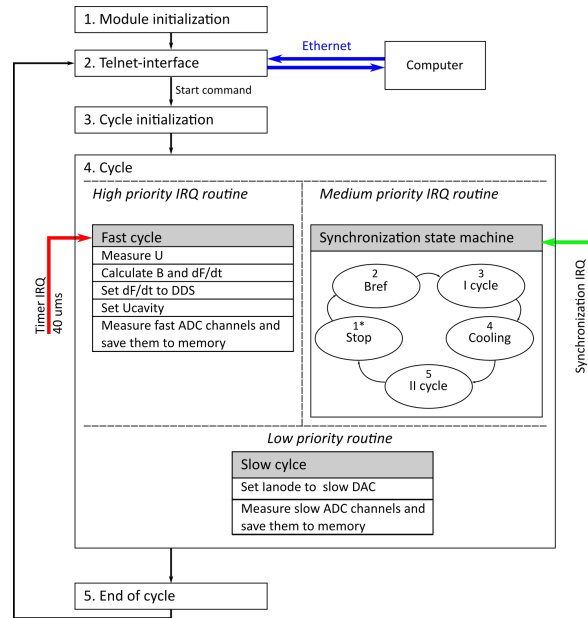 1. Module initialization
2. Telnet-interface
Ethernet
Computer
Start command
3. Cycle initialization
4. Cycle
High priority IRQ routine
Medium priority IRQ routine
Fast cycle
Measure U
Calculate B and dF/dt
Set dF/dt to DDS
Set Ucavity
Measure fast ADC channels and
save them to memory
Timer IRQ
40 ums
Synchronization state machine
2
Bref
3
I cycle
1*
Stop
4
Cooling
5
II cycle
Synchronization IRQ
Low priority routine
Slow cylce
Set Ianode to slow DAC
Measure slow ADC channels and
save them to memory
5. End of cycle